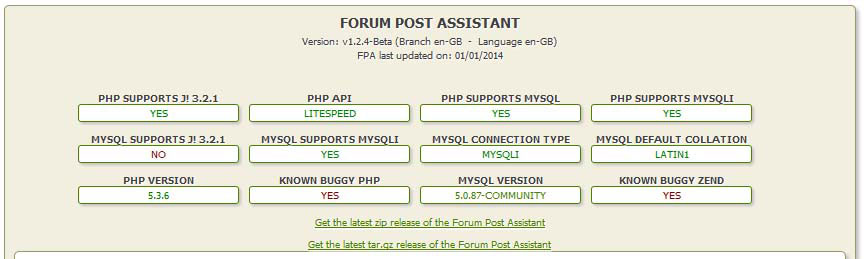 FORUM POST ASSISTANT
Version: v1.2.4-Beta (Branch en-GB - Language en-GB)
FPA last updated on: 01/01/2014
PHP SUPPORTS J! 3.2.1 PHP API PHP SUPPORTS MYSQL PHP SUPPORTS MYSQLI
YES LITESPEED YES YES
MYSQL SUPPORTS J! 3.2.1 MYSQL SUPPORTS MYSQLI MYSQL CONNECTION TYPE MYSQL DEFAULT COLLATION
NO YES MYSQLI LATIN1
PHP VERSION KNOWN BUGGY PHP MYSQL VERSION KNOWN BUGGY ZEND
5.3.6 YES 5.0.87-COMMUNITY YES
Get the latest zip release of the Forum Post Assistant
Get the latest tar.gz release of the Forum Post Assistant